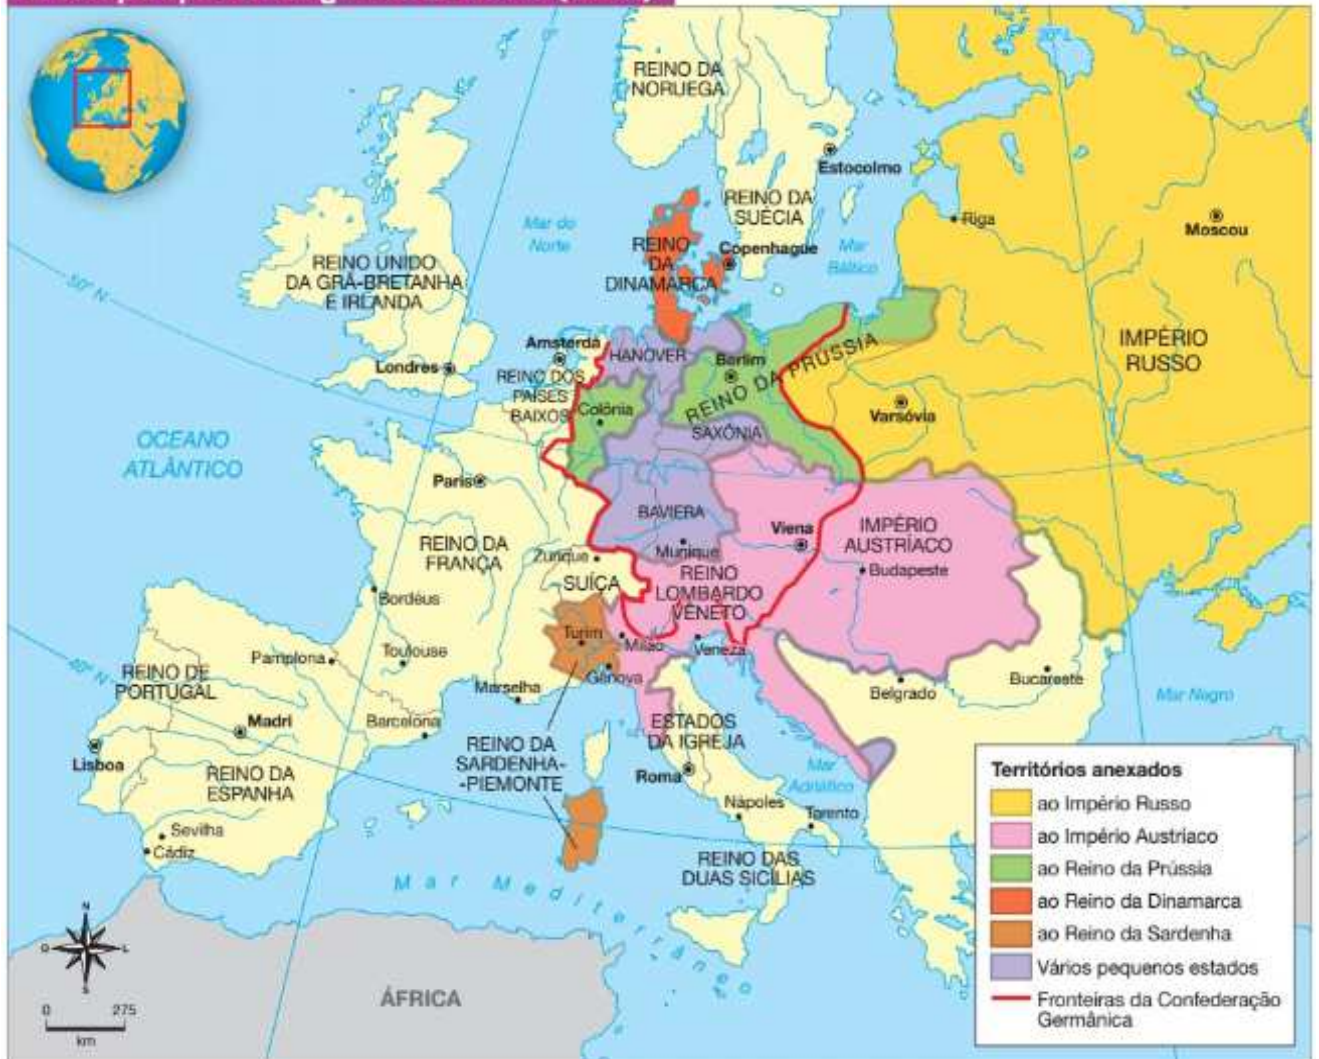 REINO DA
NORUEGA
Estocolmo
REINO DA
SUÉCIA
Riga
Moscou
Mar do
Norte
REINO
DA
DINAMARCA
Copenhague
Mar
Báltico
REINO UNIDO
DA GRÃ-BRETANHA
E IRLANDA
50° N
Londres
Amsterdã
HANOVER
Berlim
REINO DA PRÚSSIA
IMPÉRIO
RUSSO
REINO DOS
PAÍSES
BAIXOS
Colônia
Varsóvia
SAXÔNIA
OCEANO
ATLÂNTICO
Paris
BAVIERA
Viena
IMPÉRIO
AUSTRÍACO
Munique
Budapeste
REINO DA
FRANÇA
Zurique
SUÍÇA
REINO
LOMBARDO
VÊNETO
Bordéus
Turim
Milão
Veneza
Gênova
Toulouse
Pamplona
Marselha
40° N
REINO DE
PORTUGAL
Madri
Barcelona
Lisboa
REINO DA
ESPANHA
Sevilha
Cádiz
REINO DA
SARDENHA-
-PIEMONTE
ESTADOS
DA IGREJA
Roma
Mar
Adriático
Nápoles
Tarento
REINO DAS
DUAS SICÍLIAS
Belgrado
Bucareste
Mar Negro
Mar Mediterrâneo
ÁFRICA
N
O
L
S
0 275
km
Territórios anexados
ao Império Russo
ao Império Austríaco
ao Reino da Prússia
ao Reino da Dinamarca
ao Reino da Sardenha
Vários pequenos estados
Fronteiras da Confederação
Germânica